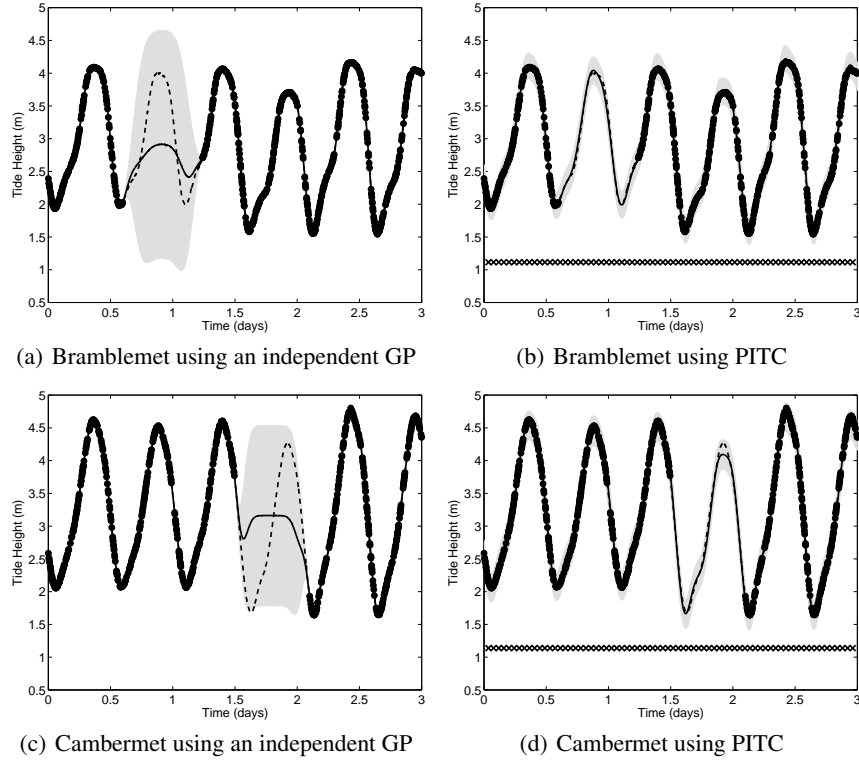 5
4.5
4
3.5
3
2.5
2
1.5
1
0.5
Tide Height (m)
0 0.5 1 1.5 2 2.5 3
Time (days)
(a) Bramblemet using an independent GP
5
4.5
4
3.5
3
2.5
2
1.5
1
0.5
Tide Height (m)
0 0.5 1 1.5 2 2.5 3
Time (days)
(b) Bramblemet using PITC
5
4.5
4
3.5
3
2.5
2
1.5
1
0.5
Tide Height (m)
0 0.5 1 1.5 2 2.5 3
Time (days)
(c) Cambermet using an independent GP
5
4.5
4
3.5
3
2.5
2
1.5
1
0.5
Tide Height (m)
0 0.5 1 1.5 2 2.5 3
Time (days)
(d) Cambermet using PITC